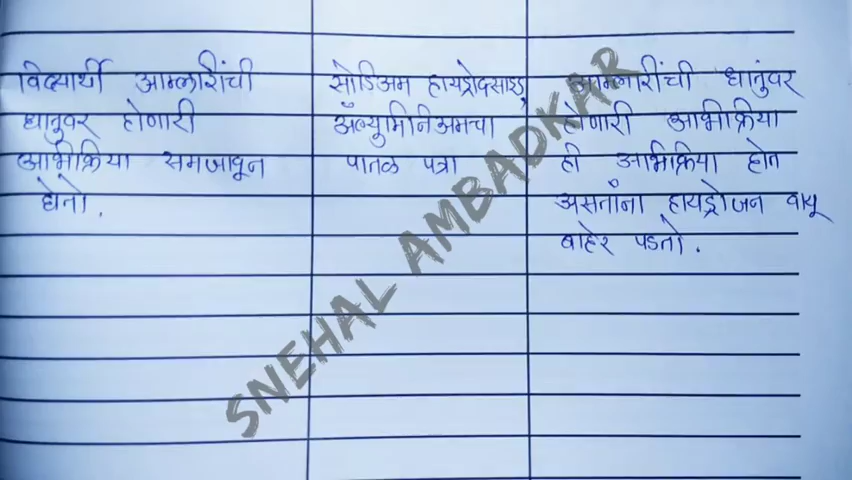 विद्यार्थी आम्लारींची
धातुवर होणारी
अभिक्रिया समजावून
घेतो.
सोडिअम हायड्रोक्साइड,
ॲल्युमिनिअमचा
पातळ पत्रा
आम्लारींची धातुंवर
होणारी अभिक्रिया
ही अभिक्रिया होत
असतांना हायड्रोजन वायू
बाहेर पडतो.
SNEHAL AMBADKAR